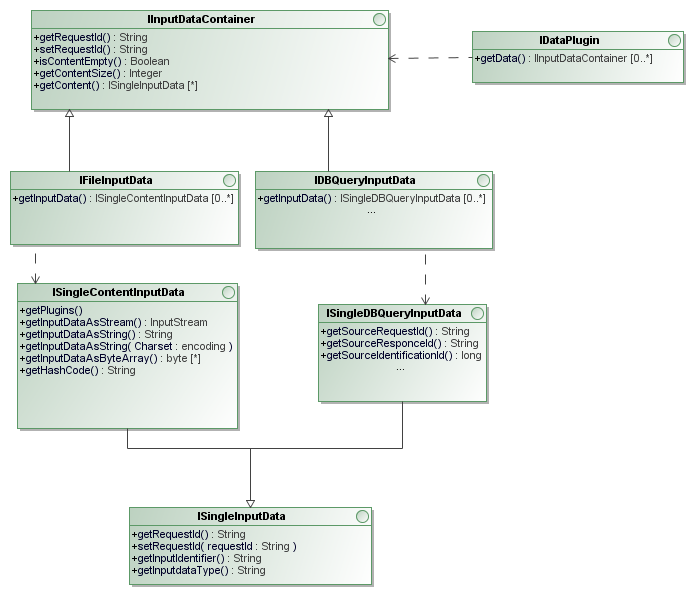 IInputDataContainer
+getRequestId() : String
+setRequestId() : String
+isContentEmpty() : Boolean
+getContentSize() : Integer
+getContent() : ISingleInputData [*]
IDataPlugin
+getData() : IInputDataContainer [0..*]
IFileInputData
+getInputData() : ISingleContentInputData [0..*]
IDBQueryInputData
+getInputData() : ISingleDBQueryInputData [0..*]
...
ISingleContentInputData
+getPlugins()
+getInputDataAsStream() : InputStream
+getInputDataAsString() : String
+getInputDataAsString( Charset : encoding )
+getInputDataAsByteArray() : byte [*]
+getHashCode() : String
ISingleDBQueryInputData
+getSourceRequestId() : String
+getSourceResponceId() : String
+getSourceIdentificationId() : long
...
ISingleInputData
+getRequestId() : String
+setRequestId( requestId : String )
+getInputIdentifier() : String
+getInputdataType() : String